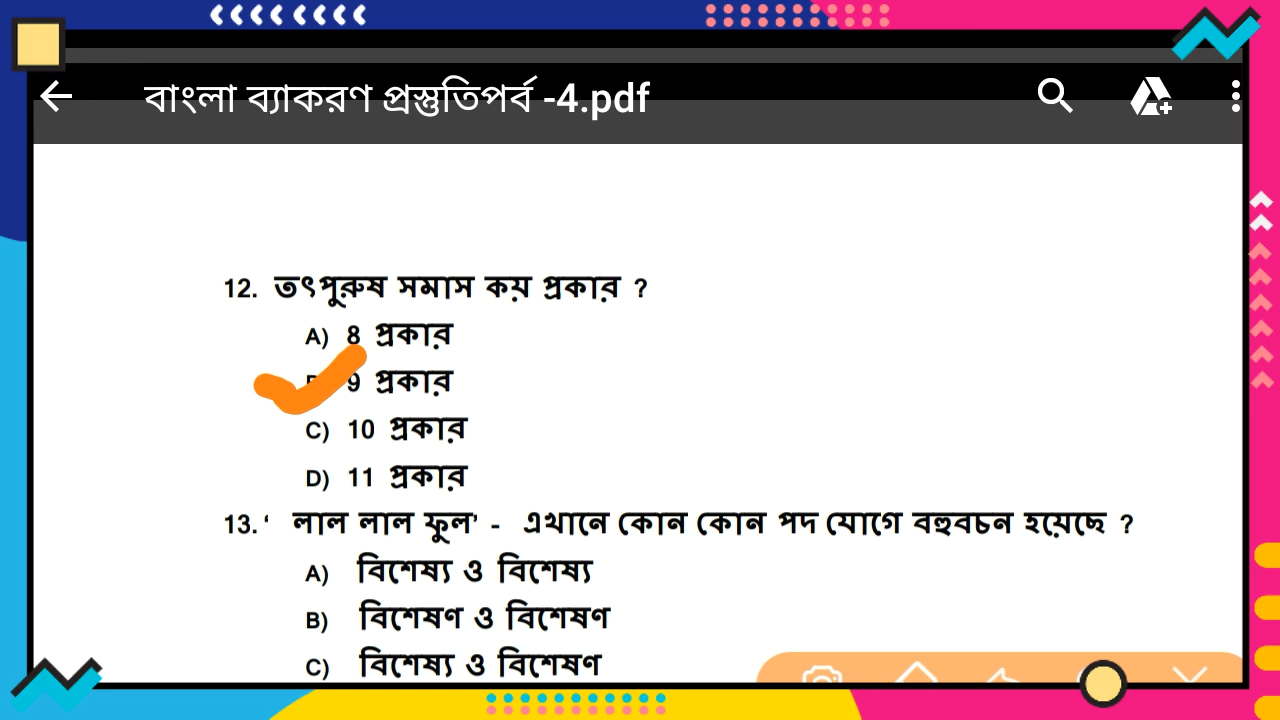 বাংলা ব্যাকরণ প্রস্তুতিপর্ব -4.pdf
12. তৎপুরুষ সমাস কয় প্রকার ?
A) 8 প্রকার
9 প্রকার
C) 10 প্রকার
D) 11 প্রকার
13. ‘ লাল লাল ফুল’ - এখানে কোন কোন পদ যোগে বহুবচন হয়েছে ?
A) বিশেষ্য ও বিশেষ্য
B) বিশেষণ ও বিশেষণ
C) বিশেষ্য ও বিশেষণ